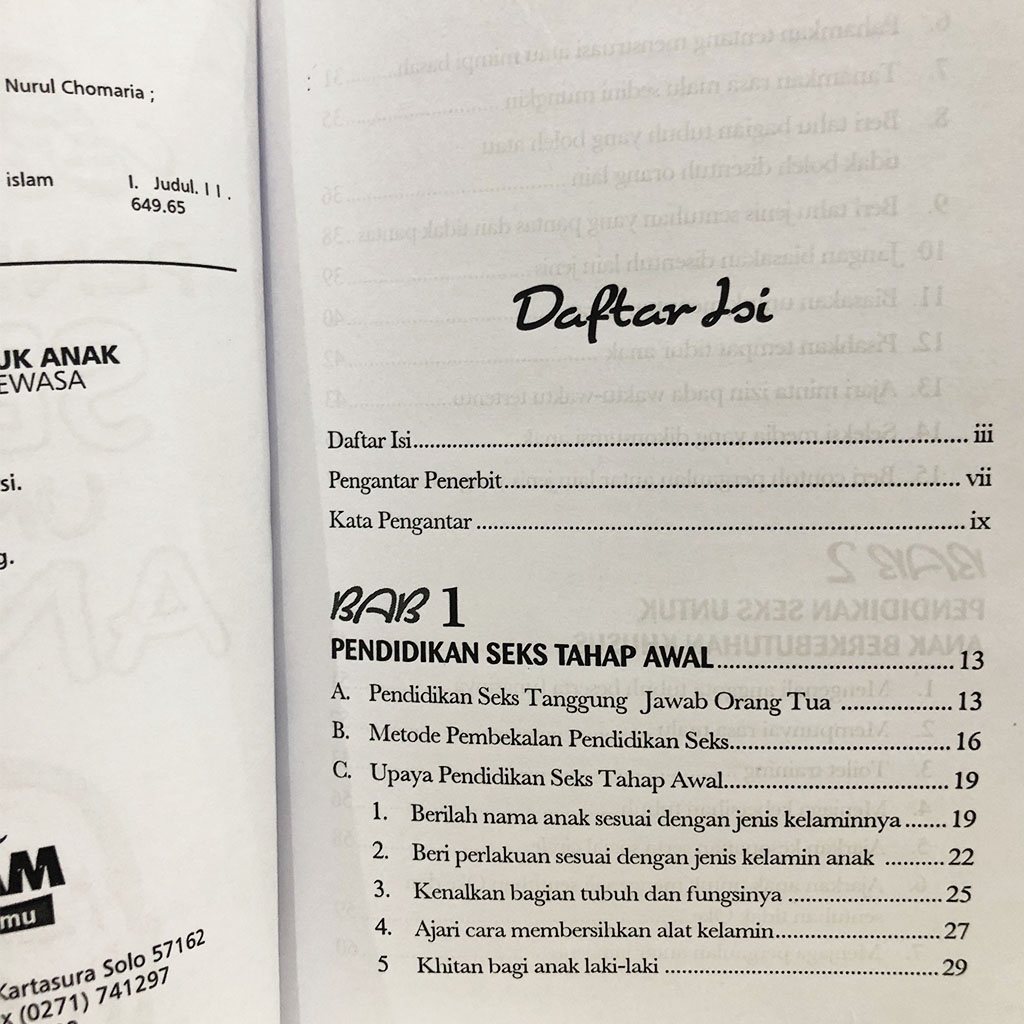 Nurul Chomaria ;
islam I. Judul. I I .
649.65
UK ANAK
EWASA
si.
g.
AM
mu
Kartasura Solo 57162
x (0271) 741297
Daftar Isi
Daftar Isi ........ iii
Pengantar Penerbit ........ vii
Kata Pengantar ........ ix
BAB 1
PENDIDIKAN SEKS TAHAP AWAL ........ 13
A. Pendidikan Seks Tanggung Jawab Orang Tua ........ 13
B. Metode Pembekalan Pendidikan Seks ........ 16
C. Upaya Pendidikan Seks Tahap Awal ........ 19
1. Berilah nama anak sesuai dengan jenis kelaminnya ....... 19
2. Beri perlakuan sesuai dengan jenis kelamin anak .......... 22
3. Kenalkan bagian tubuh dan fungsinya ........ 25
4. Ajari cara membersihkan alat kelamin ........ 27
5 Khitan bagi anak laki-laki ........ 29